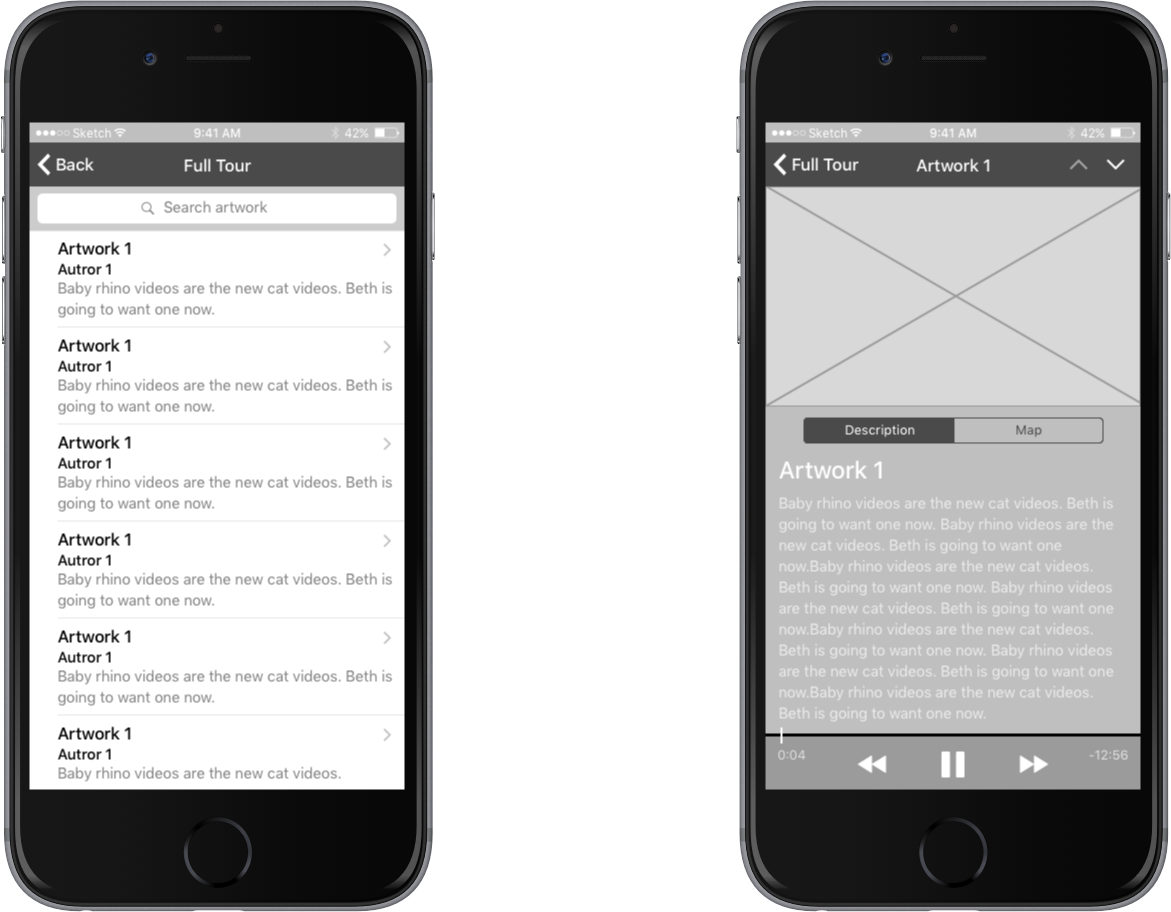 Sketch 9:41 AM 42%
Back Full Tour
Search artwork
Artwork 1
Autror 1
Baby rhino videos are the new cat videos. Beth is
going to want one now.
Artwork 1
Autror 1
Baby rhino videos are the new cat videos. Beth is
going to want one now.
Artwork 1
Autror 1
Baby rhino videos are the new cat videos. Beth is
going to want one now.
Artwork 1
Autror 1
Baby rhino videos are the new cat videos. Beth is
going to want one now.
Artwork 1
Autror 1
Baby rhino videos are the new cat videos. Beth is
going to want one now.
Artwork 1
Autror 1
Baby rhino videos are the new cat videos.
Sketch 9:41 AM 42%
Full Tour Artwork 1
Description Map
Artwork 1
Baby rhino videos are the new cat videos. Beth is
going to want one now. Baby rhino videos are the
new cat videos. Beth is going to want one
now.Baby rhino videos are the new cat videos.
Beth is going to want one now. Baby rhino videos
are the new cat videos. Beth is going to want one
now.Baby rhino videos are the new cat videos.
Beth is going to want one now. Baby rhino videos
are the new cat videos. Beth is going to want one
now.Baby rhino videos are the new cat videos.
Beth is going to want one now.
0:04 -12:56